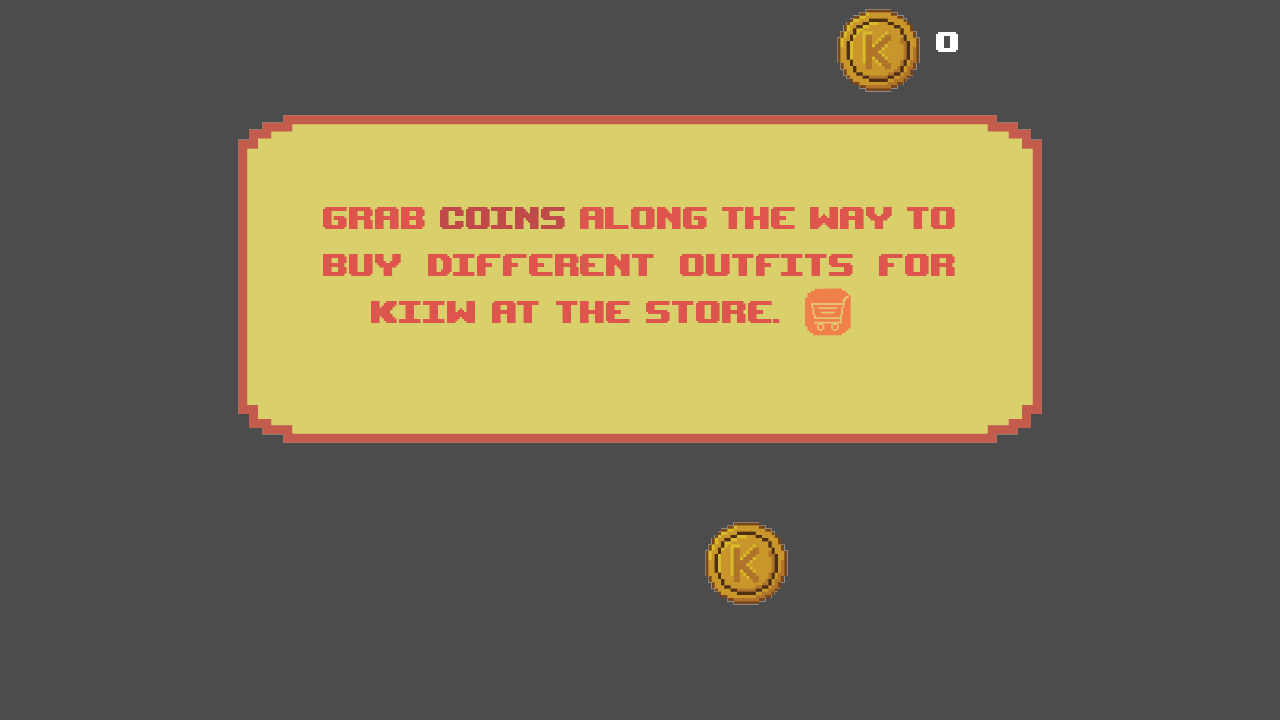 0
GRAB COINS ALONG THE WAY TO
BUY DIFFERENT OUTFITS FOR
KIIW AT THE STORE.
K